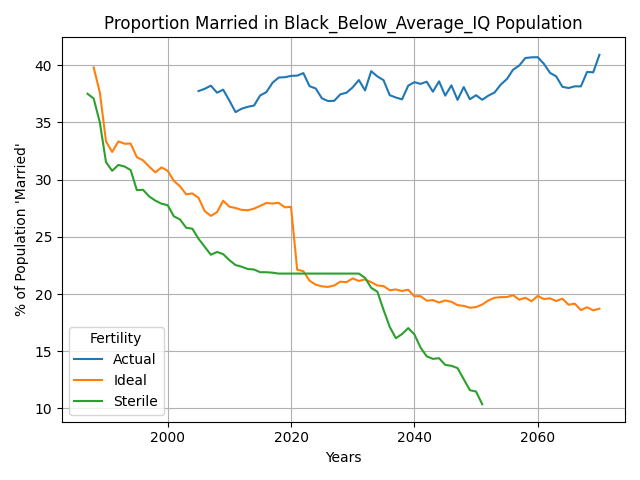 Proportion Married in Black_Below_Average_IQ Population
% of Population 'Married'
40
35
30
25
20
15
10
Fertility
Actual
Ideal
Sterile
2000
2020
2040
2060
Years